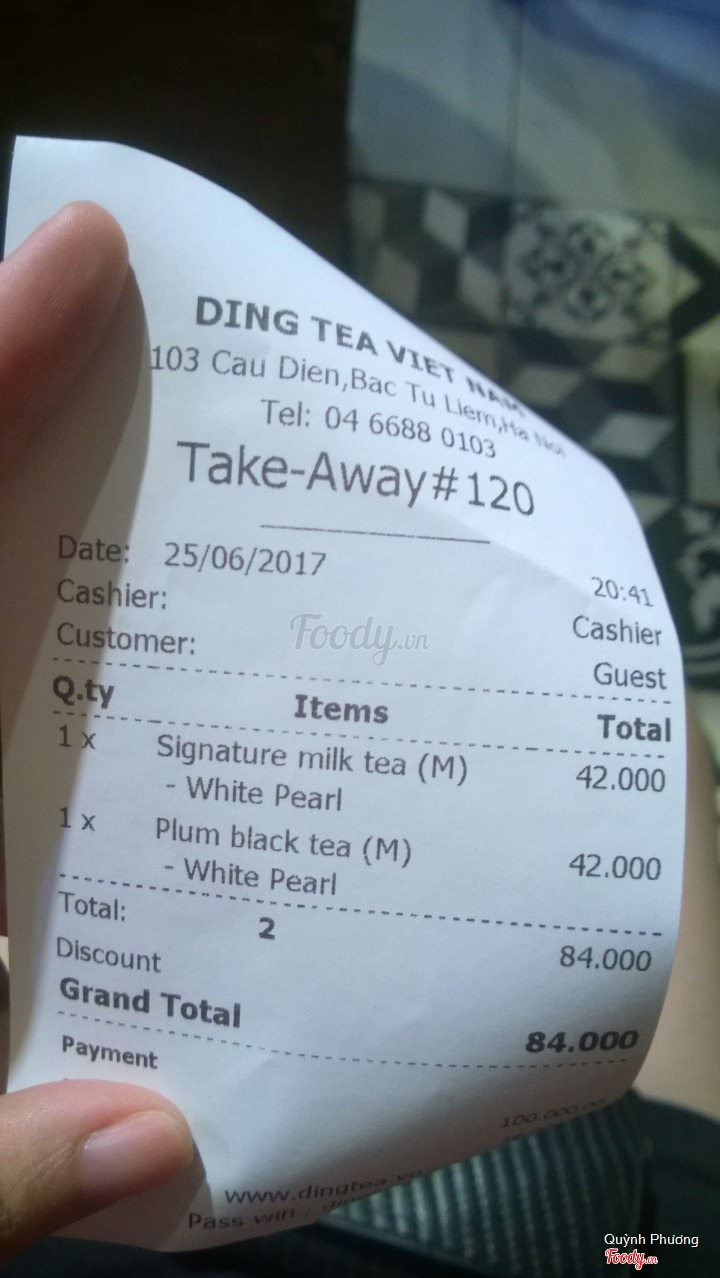 DING TEA VIET NAM
103 Cau Dien,Bac Tu Liem,Ha Noi
Tel: 04 6688 0103
Take-Away#120
Date: 25/06/2017 20:41
Cashier: Cashier
Customer: Guest
Q.ty Items Total
1 x Signature milk tea (M) 42.000
- White Pearl
1 x Plum black tea (M) 42.000
- White Pearl
Total: 2 84.000
Discount
Grand Total 84.000
Payment
100.000.00
www.dingtea.vn
Pass wifi :
Foody.vn
Quỳnh Phương
Foody.vn